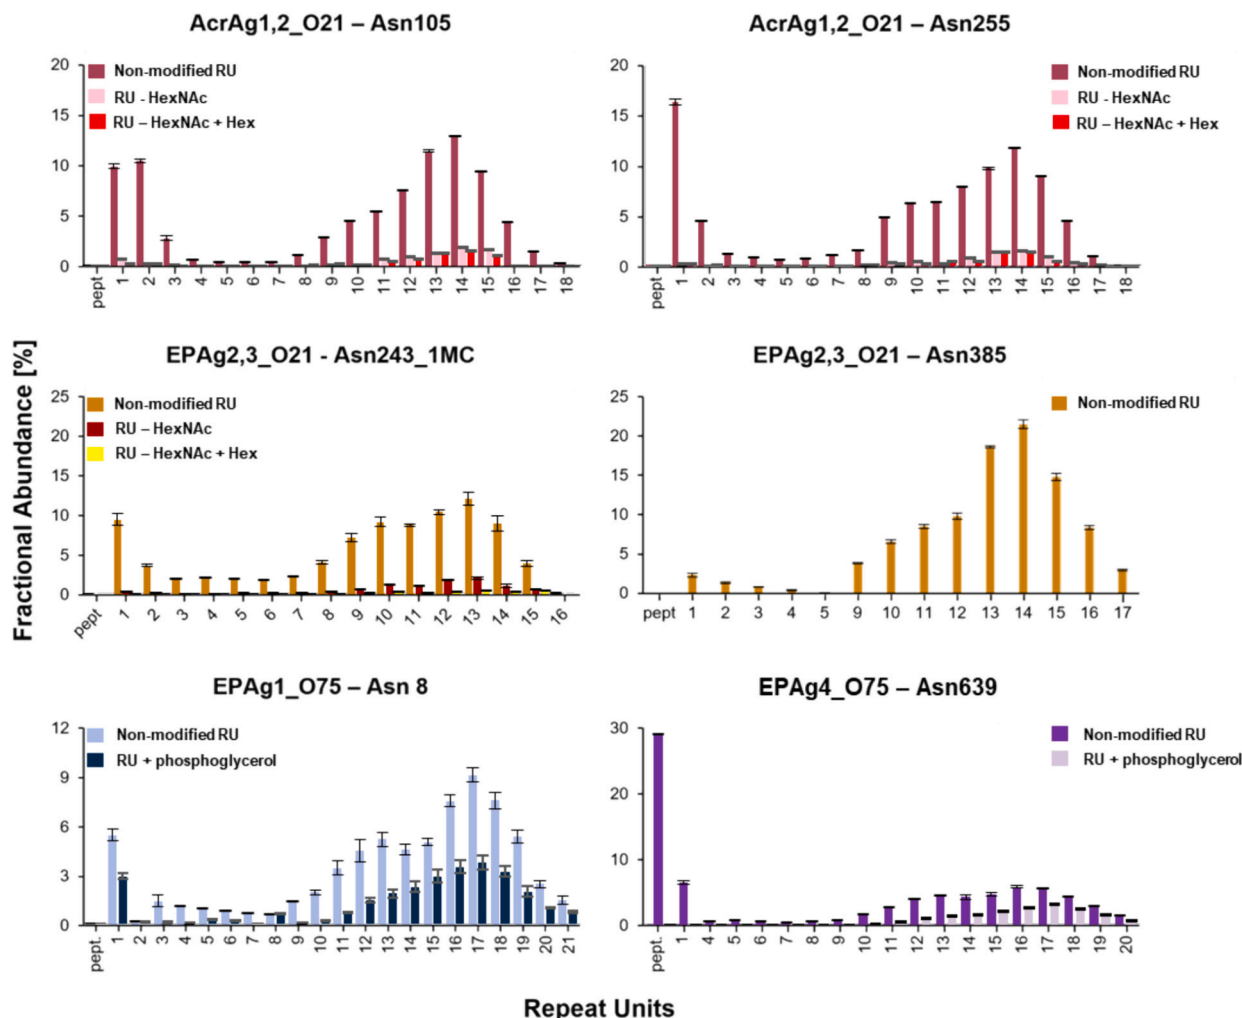 AcrAg1,2_O21 – Asn105
20
15
10
5
0
Non-modified RU
RU - HexNAc
RU – HexNAc + Hex
pept 1 2 3 4 5 6 7 8 9 10 11 12 13 14 15 16 17 18
AcrAg1,2_O21 – Asn255
20
15
10
5
0
Non-modified RU
RU - HexNAc
RU – HexNAc + Hex
pept 1 2 3 4 5 6 7 8 9 10 11 12 13 14 15 16 17 18
Fractional Abundance [%]
EPAg2,3_O21 - Asn243_1MC
25
20
15
10
5
0
Non-modified RU
RU – HexNAc
RU – HexNAc + Hex
pept 1 2 3 4 5 6 7 8 9 10 11 12 13 14 15 16
EPAg2,3_O21 – Asn385
25
20
15
10
5
0
Non-modified RU
pept 1 2 3 4 5 9 10 11 12 13 14 15 16 17
EPAg1_O75 – Asn 8
12
9
6
3
0
Non-modified RU
RU + phosphoglycerol
pept. 1 2 3 4 5 6 7 8 9 10 11 12 13 14 15 16 17 18 19 20 21
EPAg4_O75 – Asn639
30
20
10
0
Non-modified RU
RU + phosphoglycerol
pept. 1 4 5 6 7 8 9 10 11 12 13 14 15 16 17 18 19 20
Repeat Units